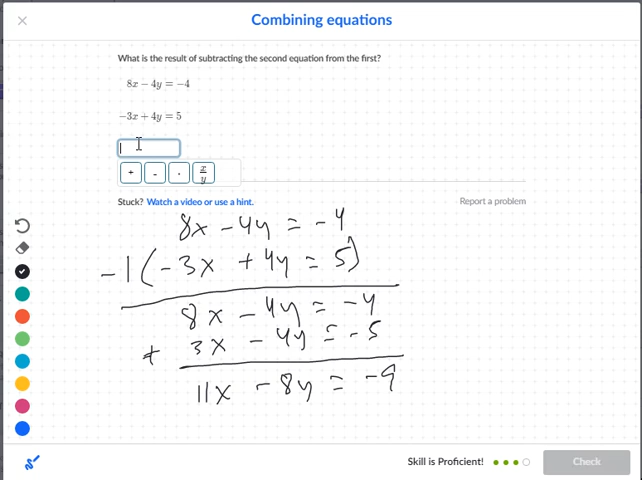 Combining equations
What is the result of subtracting the second equation from the first?
8x − 4y = −4
−3x + 4y = 5
+ - · x/y
Stuck? Watch a video or use a hint.
Report a problem
8x - 4y = -4
-1(-3x + 4y = 5)
8x - 4y = -4
+ 3x - 4y = -5
11x - 8y = -9
Skill is Proficient!
Check